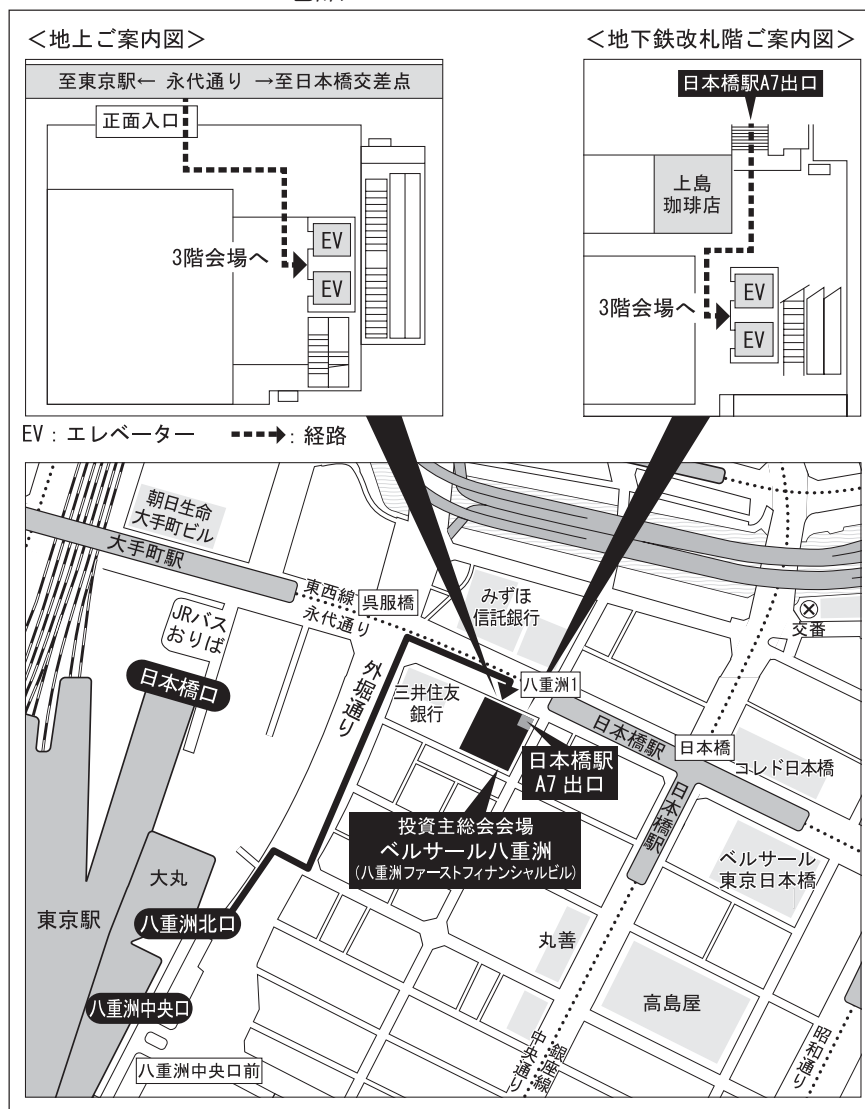 <地上ご案内図>
至東京駅← 永代通り →至日本橋交差点
正面入口
EV
3階会場へ
EV
<地下鉄改札階ご案内図>
日本橋駅A7出口
上島
珈琲店
EV
3階会場へ
EV
EV：エレベーター　:経路
朝日生命
大手町ビル
大手町駅
東西線
永代通り
呉服橋
みずほ
信託銀行
交番
JRバス
おりば
日本橋口
外堀通り
三井住友
銀行
八重洲1
日本橋駅
日本橋
コレド日本橋
日本橋駅
A7出口
日本橋駅
投資主総会会場
ベルサール八重洲
(八重洲ファーストフィナンシャルビル)
ベルサール
東京日本橋
大丸
東京駅
八重洲北口
丸善
八重洲中央口
高島屋
八重洲中央口前
中央通り
銀座線
昭和通り